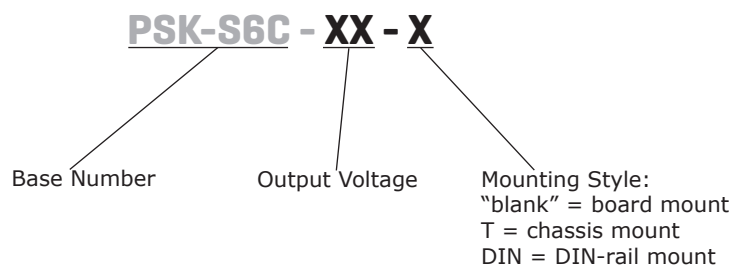 PSK-S6C - XX - X
Base Number
Output Voltage
Mounting Style:
“blank” = board mount
T = chassis mount
DIN = DIN-rail mount